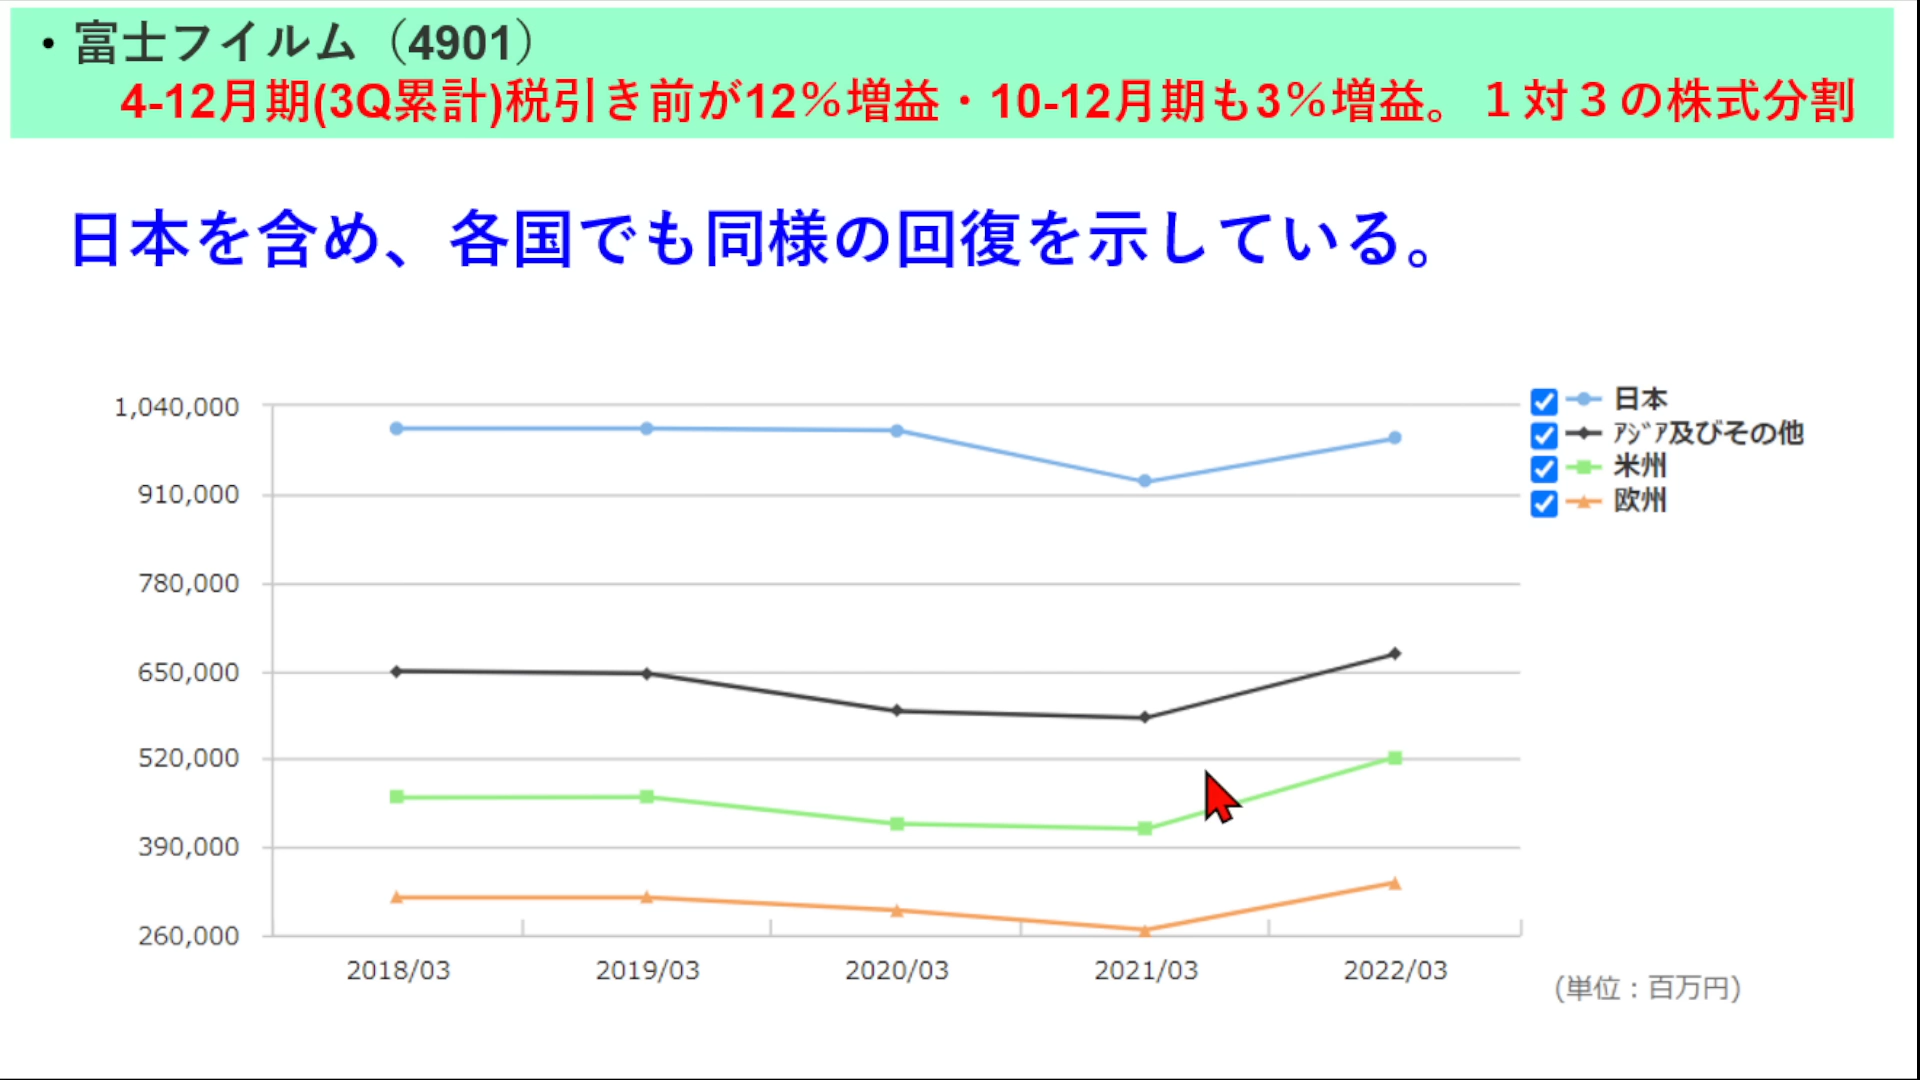 ・富士フイルム（4901）
4-12月期(3Q累計)税引き前が12％増益・10-12月期も3％増益。１対３の株式分割
日本を含め、各国でも同様の回復を示している。
1,040,000
910,000
780,000
650,000
520,000
390,000
260,000
2018/03 2019/03 2020/03 2021/03 2022/03
日本
ｱｼﾞｱ及びその他
米州
欧州
(単位：百万円)